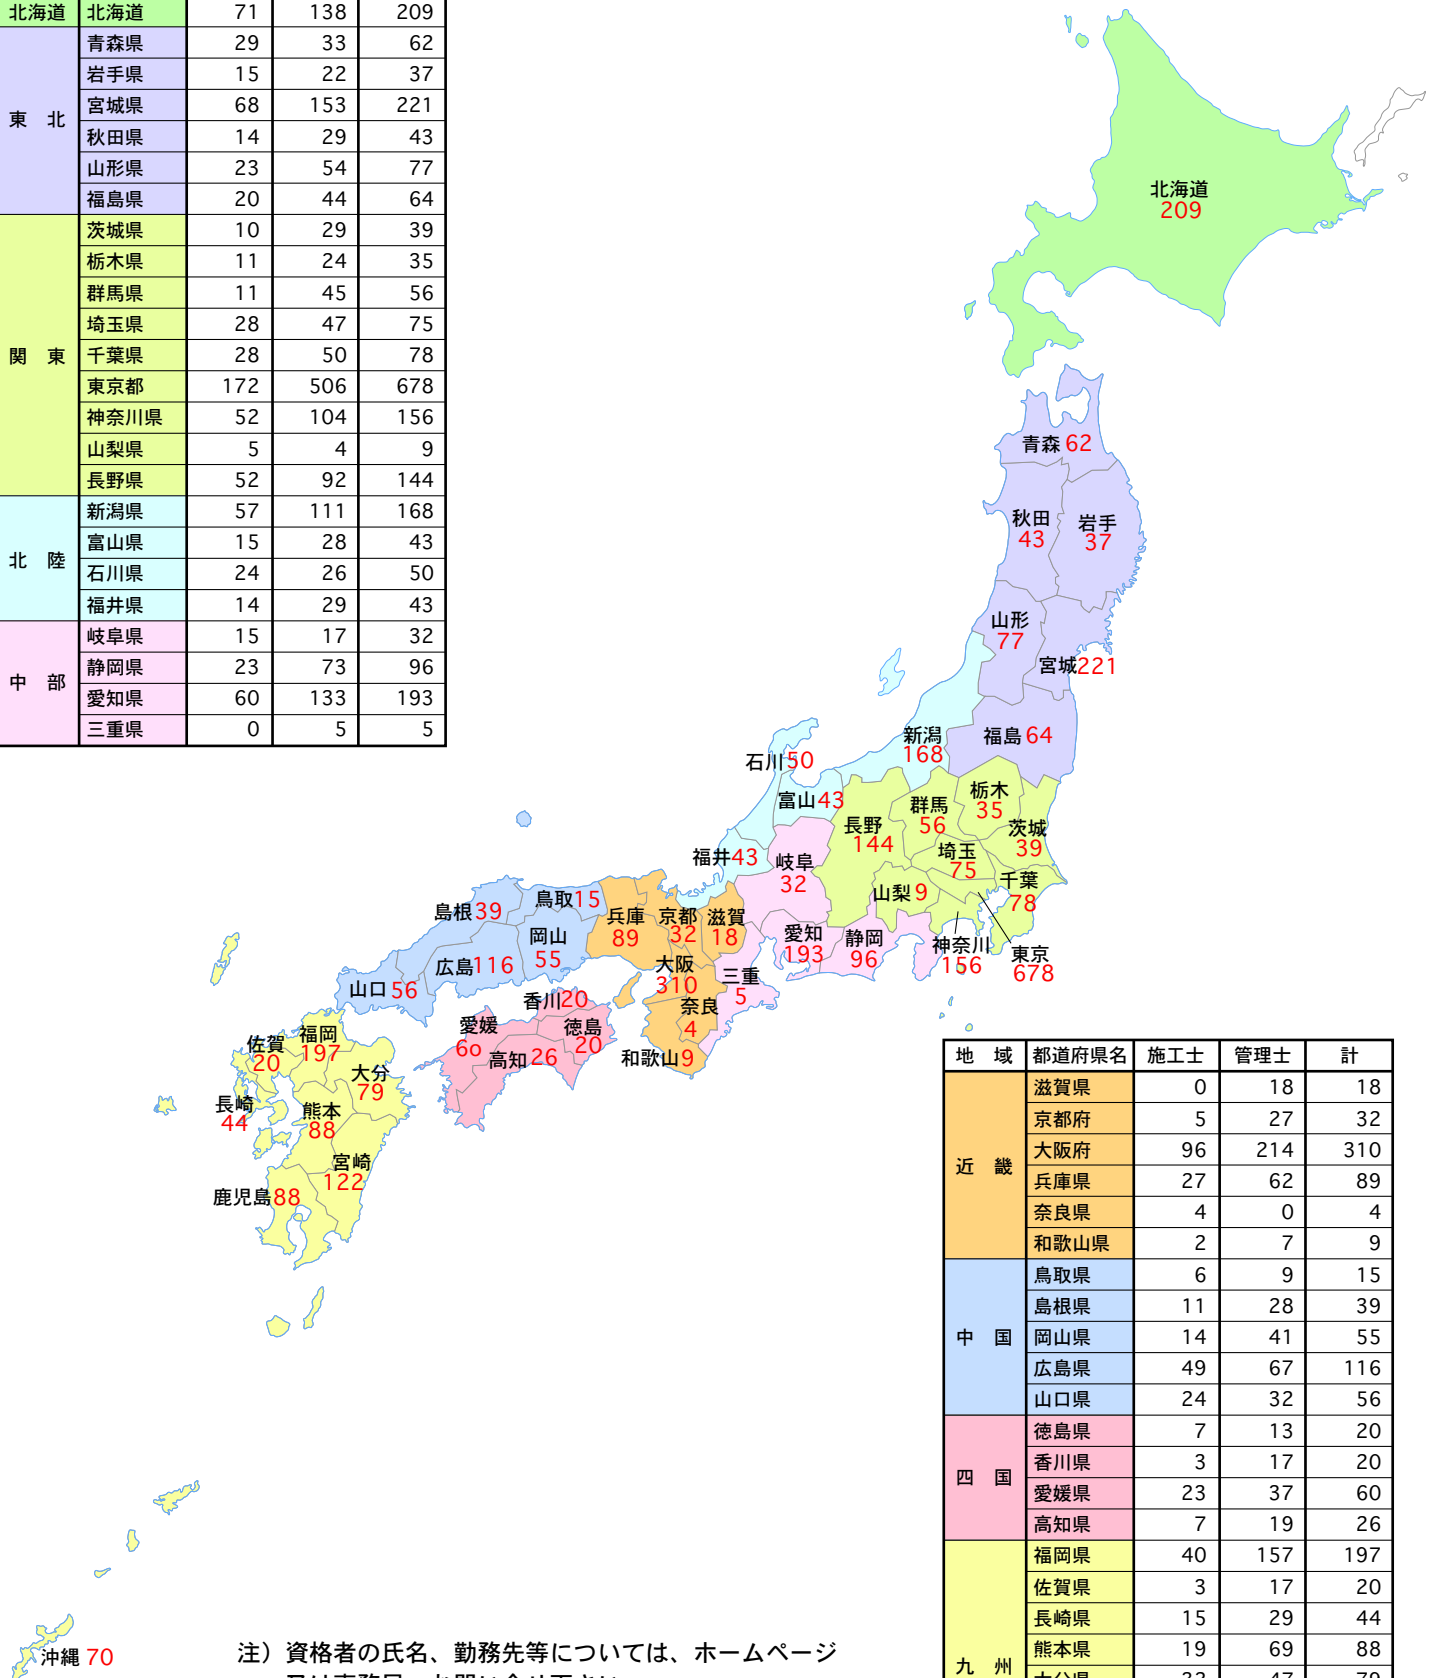 北海道 北海道 71 138 209
東 北 青森県 29 33 62
岩手県 15 22 37
宮城県 68 153 221
秋田県 14 29 43
山形県 23 54 77
福島県 20 44 64
関 東 茨城県 10 29 39
栃木県 11 24 35
群馬県 11 45 56
埼玉県 28 47 75
千葉県 28 50 78
東京都 172 506 678
神奈川県 52 104 156
山梨県 5 4 9
長野県 52 92 144
北 陸 新潟県 57 111 168
富山県 15 28 43
石川県 24 26 50
福井県 14 29 43
中 部 岐阜県 15 17 32
静岡県 23 73 96
愛知県 60 133 193
三重県 0 5 5
北海道
209
青森 62
秋田
43
岩手
37
山形
77
宮城221
福島 64
新潟
168
石川50
富山43
福井43
岐阜
32
長野
144
群馬
56
栃木
35
茨城
39
埼玉
75
千葉
78
山梨 9
神奈川
156
東京
678
静岡
96
愛知
193
三重
5
滋賀
18
京都
32
兵庫
89
大阪
310
奈良
4
和歌山9
鳥取15
島根39
岡山
55
広島116
山口56
香川20
徳島
20
愛媛
6o
高知26
福岡
197
佐賀
20
長崎
44
大分
79
熊本
88
宮崎
122
鹿児島88
沖縄 70
注）資格者の氏名、勤務先等については、ホームページ
地 域 都道府県名 施工士 管理士 計
近 畿 滋賀県 0 18 18
京都府 5 27 32
大阪府 96 214 310
兵庫県 27 62 89
奈良県 4 0 4
和歌山県 2 7 9
中 国 鳥取県 6 9 15
島根県 11 28 39
岡山県 14 41 55
広島県 49 67 116
山口県 24 32 56
四 国 徳島県 7 13 20
香川県 3 17 20
愛媛県 23 37 60
高知県 7 19 26
九 州 福岡県 40 157 197
佐賀県 3 17 20
長崎県 15 29 44
熊本県 19 69 88